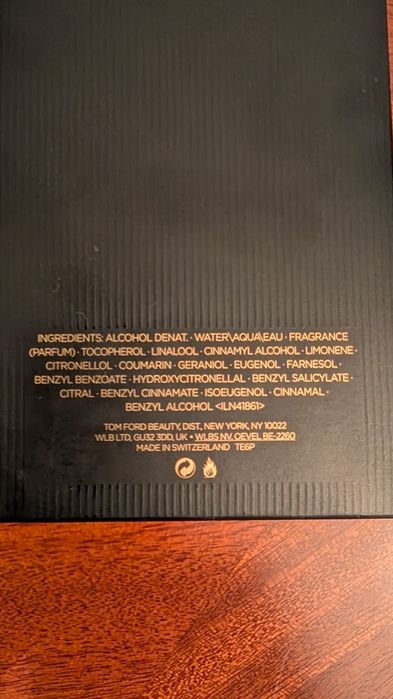 INGREDIENTS: ALCOHOL DENAT. • WATER\AQUA\EAU • FRAGRANCE
(PARFUM) • TOCOPHEROL • LINALOOL • CINNAMYL ALCOHOL • LIMONENE •
CITRONELLOL • COUMARIN • GERANIOL • EUGENOL • FARNESOL •
BENZYL BENZOATE • HYDROXYCITRONELLAL • BENZYL SALICYLATE •
CITRAL • BENZYL CINNAMATE • ISOEUGENOL • CINNAMAL •
BENZYL ALCOHOL <ILN41861>
TOM FORD BEAUTY, DIST. NEW YORK, NY 10022
WLB LTD, GU32 3DD, UK • WLBS NV. OEVEL BE-2260
MADE IN SWITZERLAND TE6P